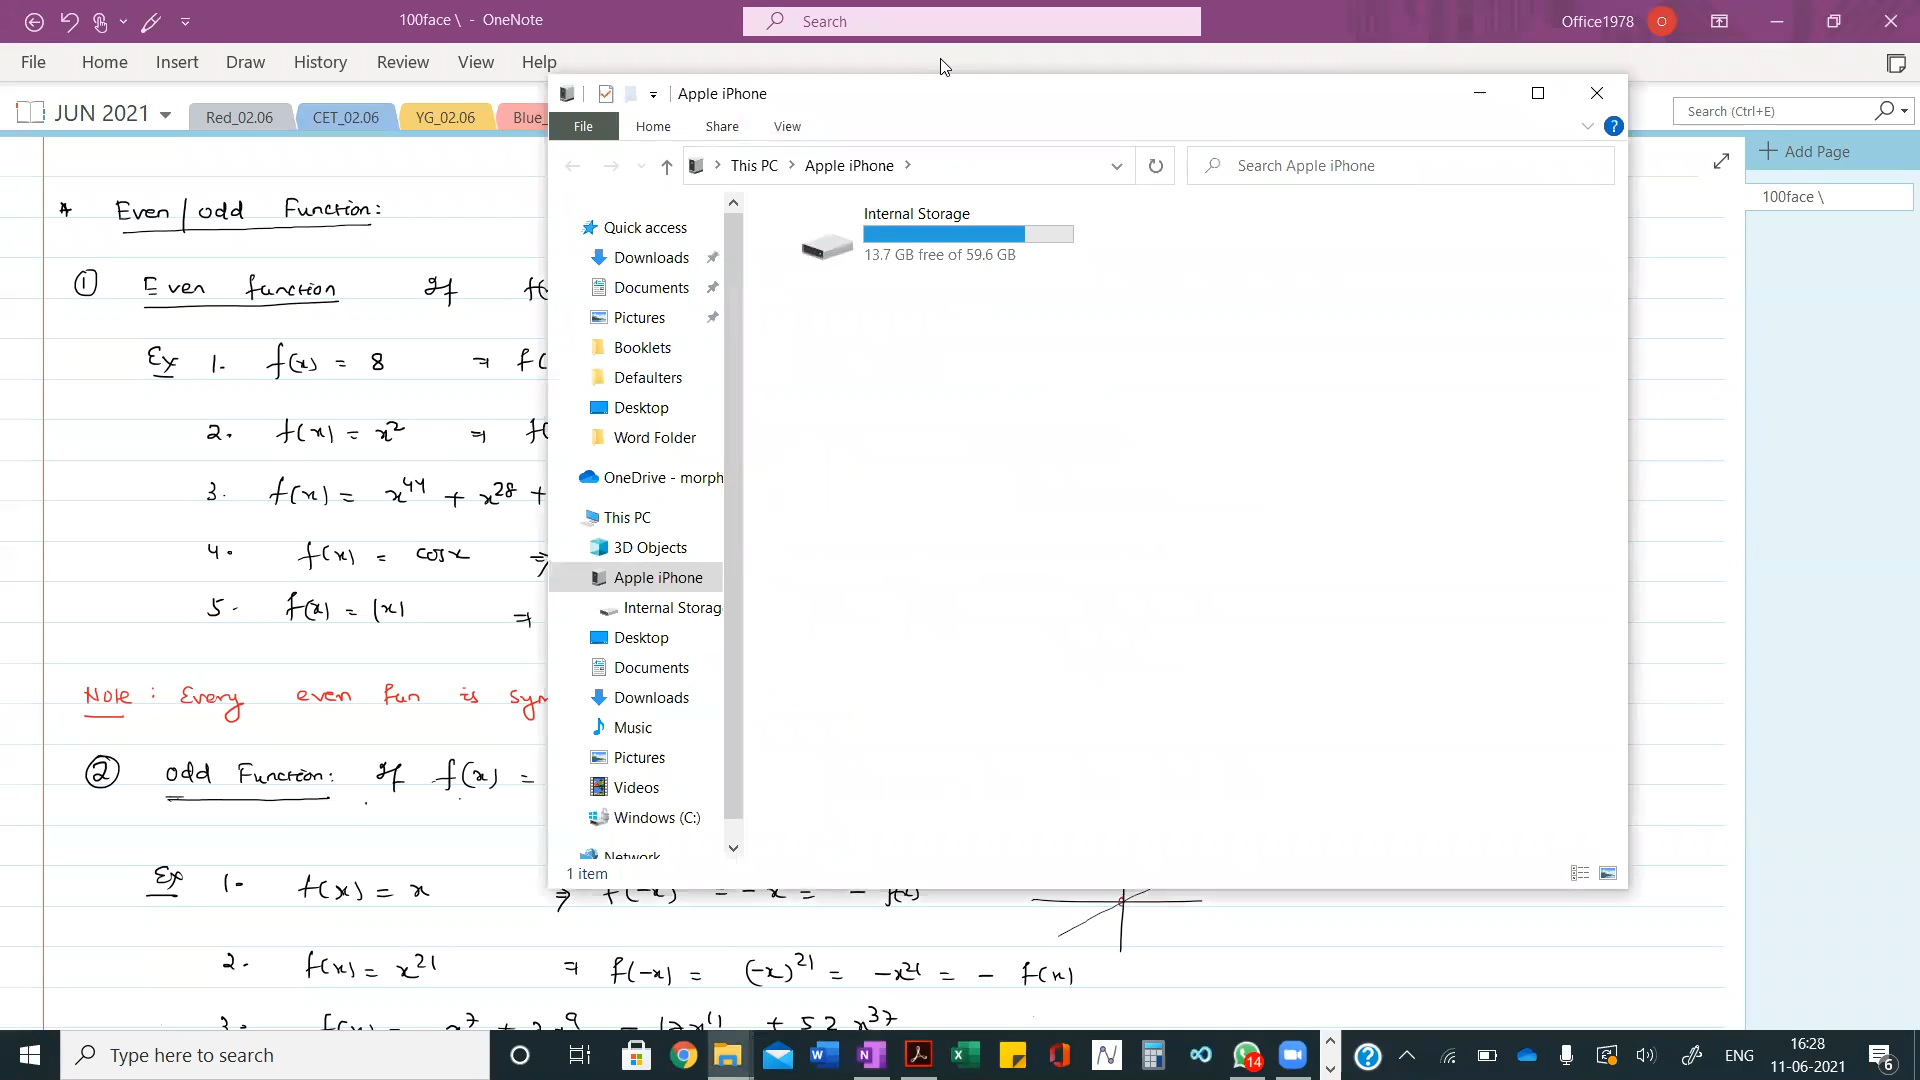 100face \ - OneNote
Search
Office1978
O
File Home Insert Draw History Review View Help
JUN 2021
Red_02.06
CET_02.06
YG_02.06
Blue_
Search (Ctrl+E)
Add Page
100face \
Apple iPhone
File Home Share View
This PC > Apple iPhone >
Search Apple iPhone
Quick access
Downloads
Documents
Pictures
Booklets
Defaulters
Desktop
Word Folder
OneDrive - morph
This PC
3D Objects
Apple iPhone
Internal Storag
Desktop
Documents
Downloads
Music
Pictures
Videos
Windows (C:)
Network
Internal Storage
13.7 GB free of 59.6 GB
1 item
Even / odd Function:
① Even function If f(
Ex 1. f(x) = 8 ⇒ f(
2. f(x) = x² ⇒ f(
3. f(x) = x⁴⁴ + x²⁸ +
4. f(x) = cosx ⇒
5. f(x) = |x| ⇒
Note : Every even fun is sym
② odd Function: If f(x) =
Ex 1. f(x) = x ⇒ f(-x) = -x = - f(x)
2. f(x) = x²¹ ⇒ f(-x) = (-x)²¹ = -x²¹ = - f(x)
Type here to search
14
ENG
16:28
11-06-2021
6